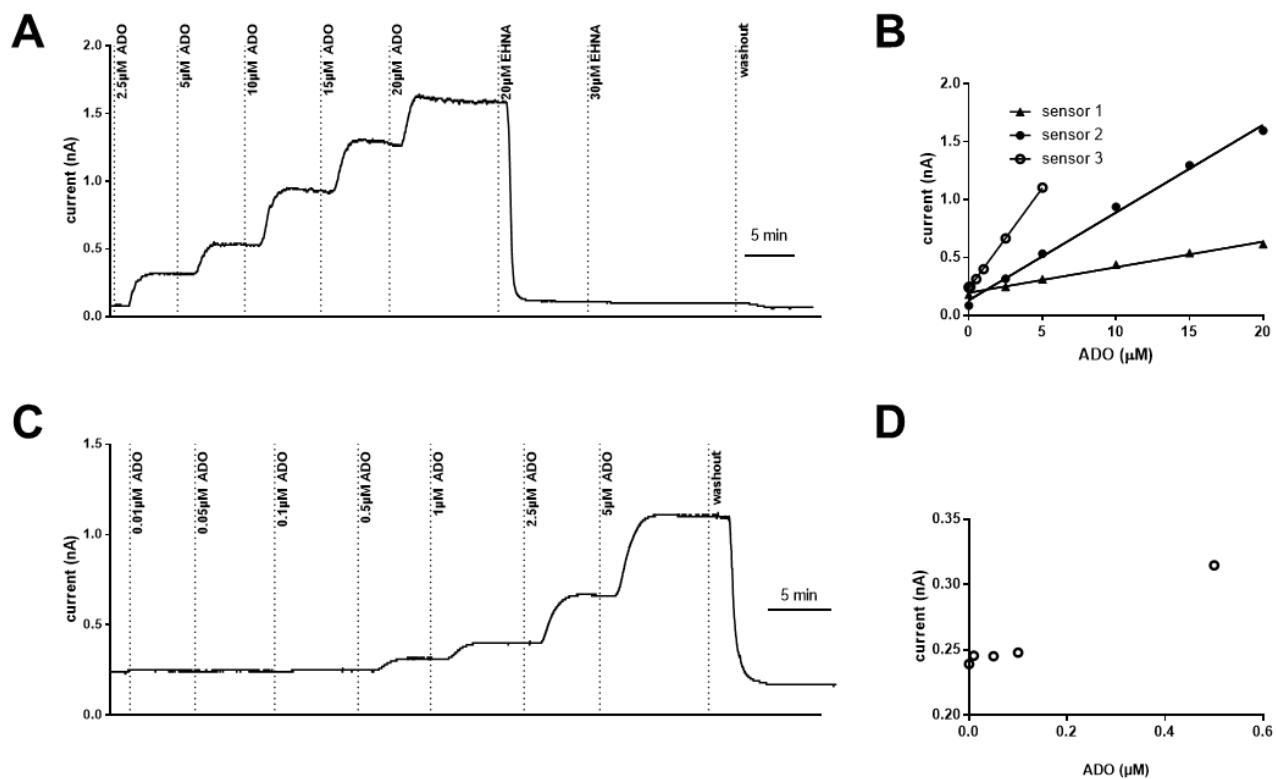 A
2.5µM ADO
5µM ADO
10µM ADO
15µM ADO
20µM ADO
20µM EHNA
30µM EHNA
washout
2.0
1.5
1.0
0.5
0.0
current (nA)
5 min
B
2.0
1.5
1.0
0.5
0.0
current (nA)
sensor 1
sensor 2
sensor 3
0
5
10
15
20
ADO (µM)
C
0.01µM ADO
0.05µM ADO
0.1µM ADO
0.5µM ADO
1µM ADO
2.5µM ADO
5µM ADO
washout
1.5
1.0
0.5
0.0
current (nA)
5 min
D
0.35
0.30
0.25
0.20
current (nA)
0.0
0.2
0.4
0.6
ADO (µM)